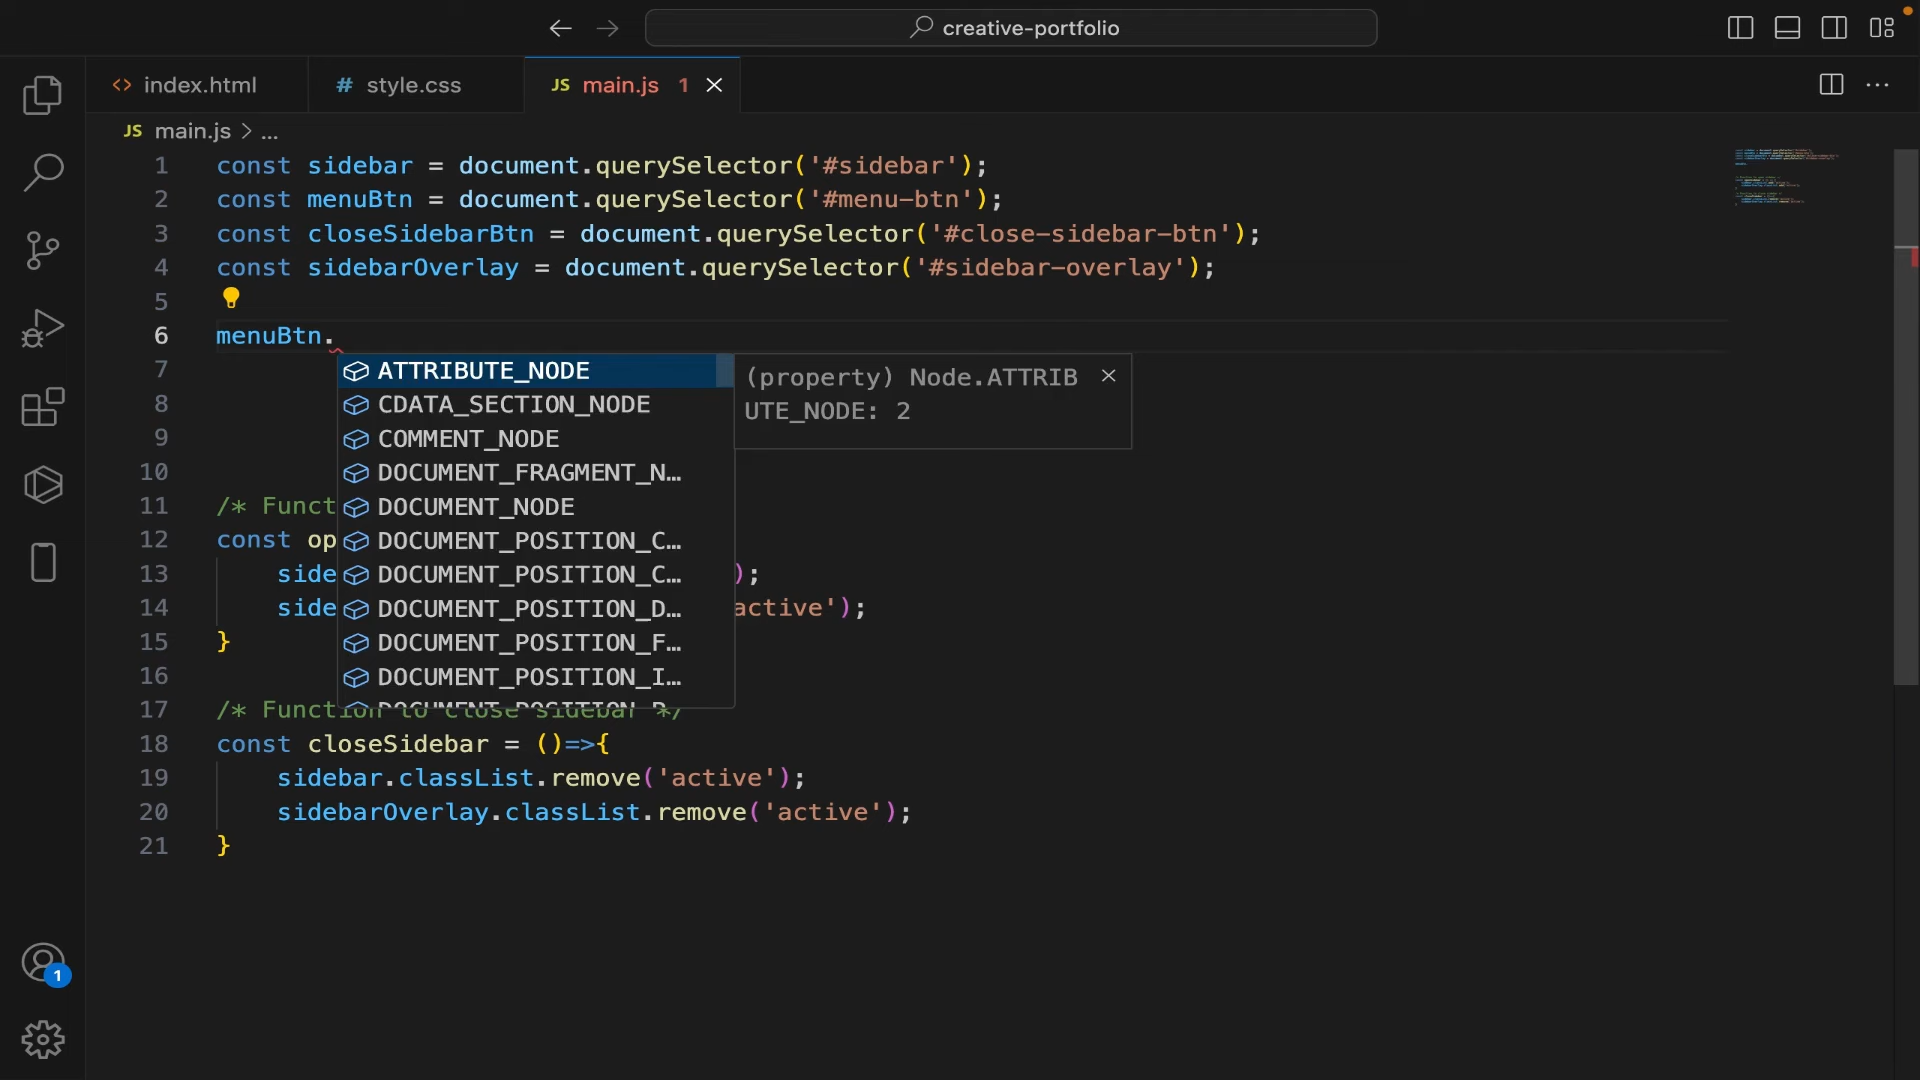 creative-portfolio
<> index.html # style.css JS main.js 1
JS main.js > ...
1 const sidebar = document.querySelector('#sidebar');
2 const menuBtn = document.querySelector('#menu-btn');
3 const closeSidebarBtn = document.querySelector('#close-sidebar-btn');
4 const sidebarOverlay = document.querySelector('#sidebar-overlay');
5
6 menuBtn.
7 ATTRIBUTE_NODE (property) Node.ATTRIB
8 CDATA_SECTION_NODE UTE_NODE: 2
9 COMMENT_NODE
10 DOCUMENT_FRAGMENT_N…
11 /* Funct DOCUMENT_NODE
12 const op DOCUMENT_POSITION_C…
13 side DOCUMENT_POSITION_C… );
14 side DOCUMENT_POSITION_D… active');
15 } DOCUMENT_POSITION_F…
16 DOCUMENT_POSITION_I…
17 /* Function to close sidebar */
18 const closeSidebar = ()=>{
19 sidebar.classList.remove('active');
20 sidebarOverlay.classList.remove('active');
21 }
1